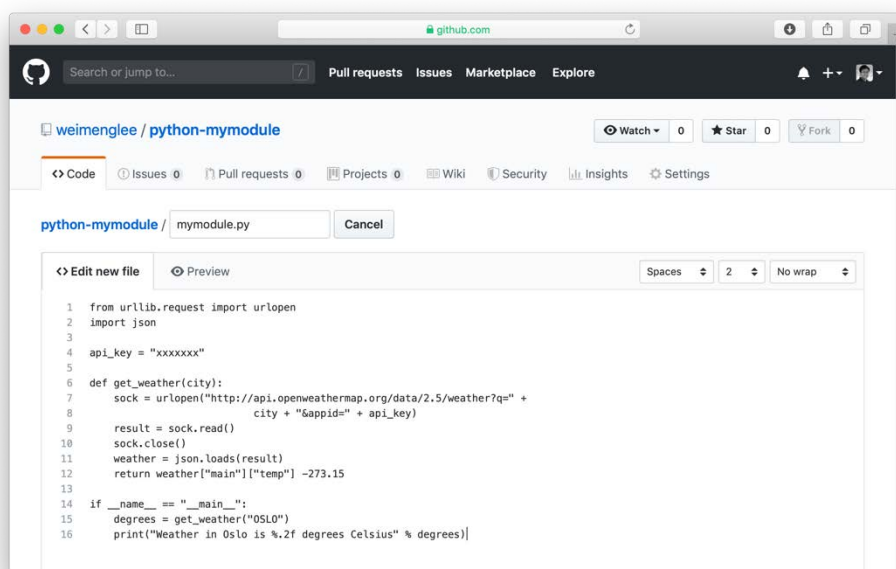 github.com
Search or jump to... / Pull requests Issues Marketplace Explore
weimenglee / python-mymodule Watch 0 Star 0 Fork 0
Code Issues 0 Pull requests 0 Projects 0 Wiki Security Insights Settings
python-mymodule / mymodule.py Cancel
<> Edit new file Preview Spaces 2 No wrap
1 from urllib.request import urlopen
2 import json
3
4 api_key = "xxxxxxx"
5
6 def get_weather(city):
7     sock = urlopen("http://api.openweathermap.org/data/2.5/weather?q=" +
8                             city + "&appid=" + api_key)
9     result = sock.read()
10     sock.close()
11     weather = json.loads(result)
12     return weather["main"]["temp"] -273.15
13
14 if __name__ == "__main__":
15     degrees = get_weather("OSLO")
16     print("Weather in Oslo is %.2f degrees Celsius" % degrees)